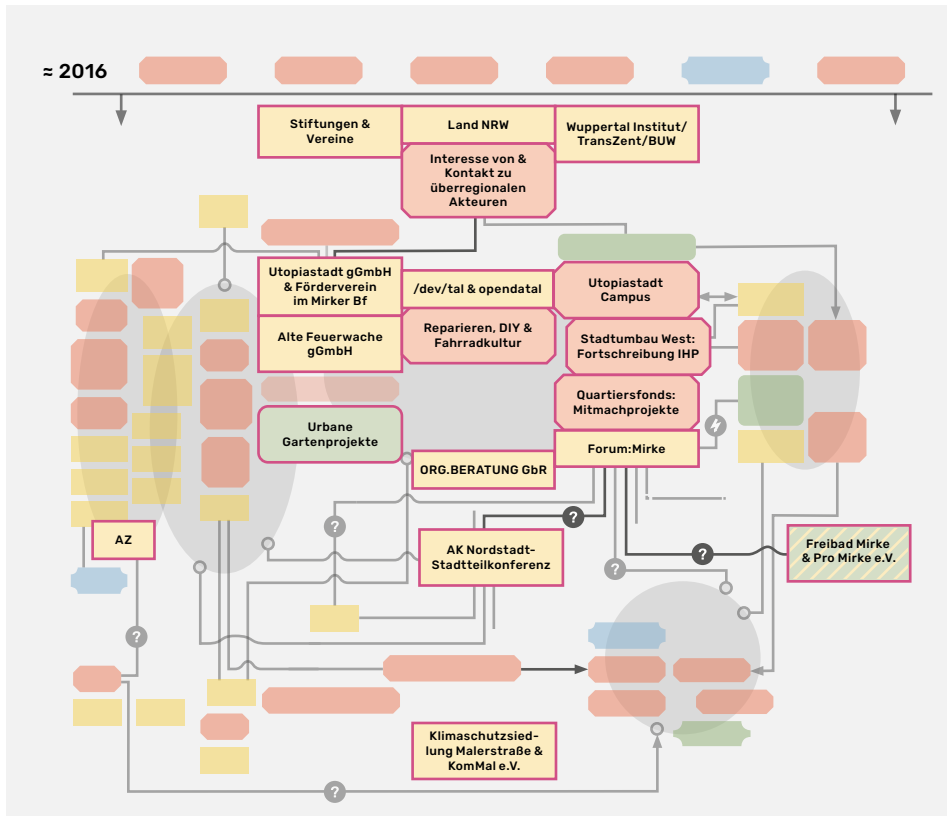 ≈ 2016
Stiftungen &
Vereine
Land NRW
Wuppertal Institut/
TransZent/BUW
Interesse von &
Kontakt zu
überregionalen
Akteuren
Utopiastadt gGmbH
& Förderverein
im Mirker Bf
/dev/tal & opendatal
Utopiastadt
Campus
Alte Feuerwache
gGmbH
Reparieren, DIY &
Fahrradkultur
Stadtumbau West:
Fortschreibung IHP
Quartiersfonds:
Mitmachprojekte
Urbane
Gartenprojekte
Forum:Mirke
ORG.BERATUNG GbR
?
?
AZ
AK Nordstadt-
Stadtteilkonferenz
?
Freibad Mirke
& Pro Mirke e.V.
?
?
Klimaschutzsied-
lung Malerstraße &
KomMal e.V.
?